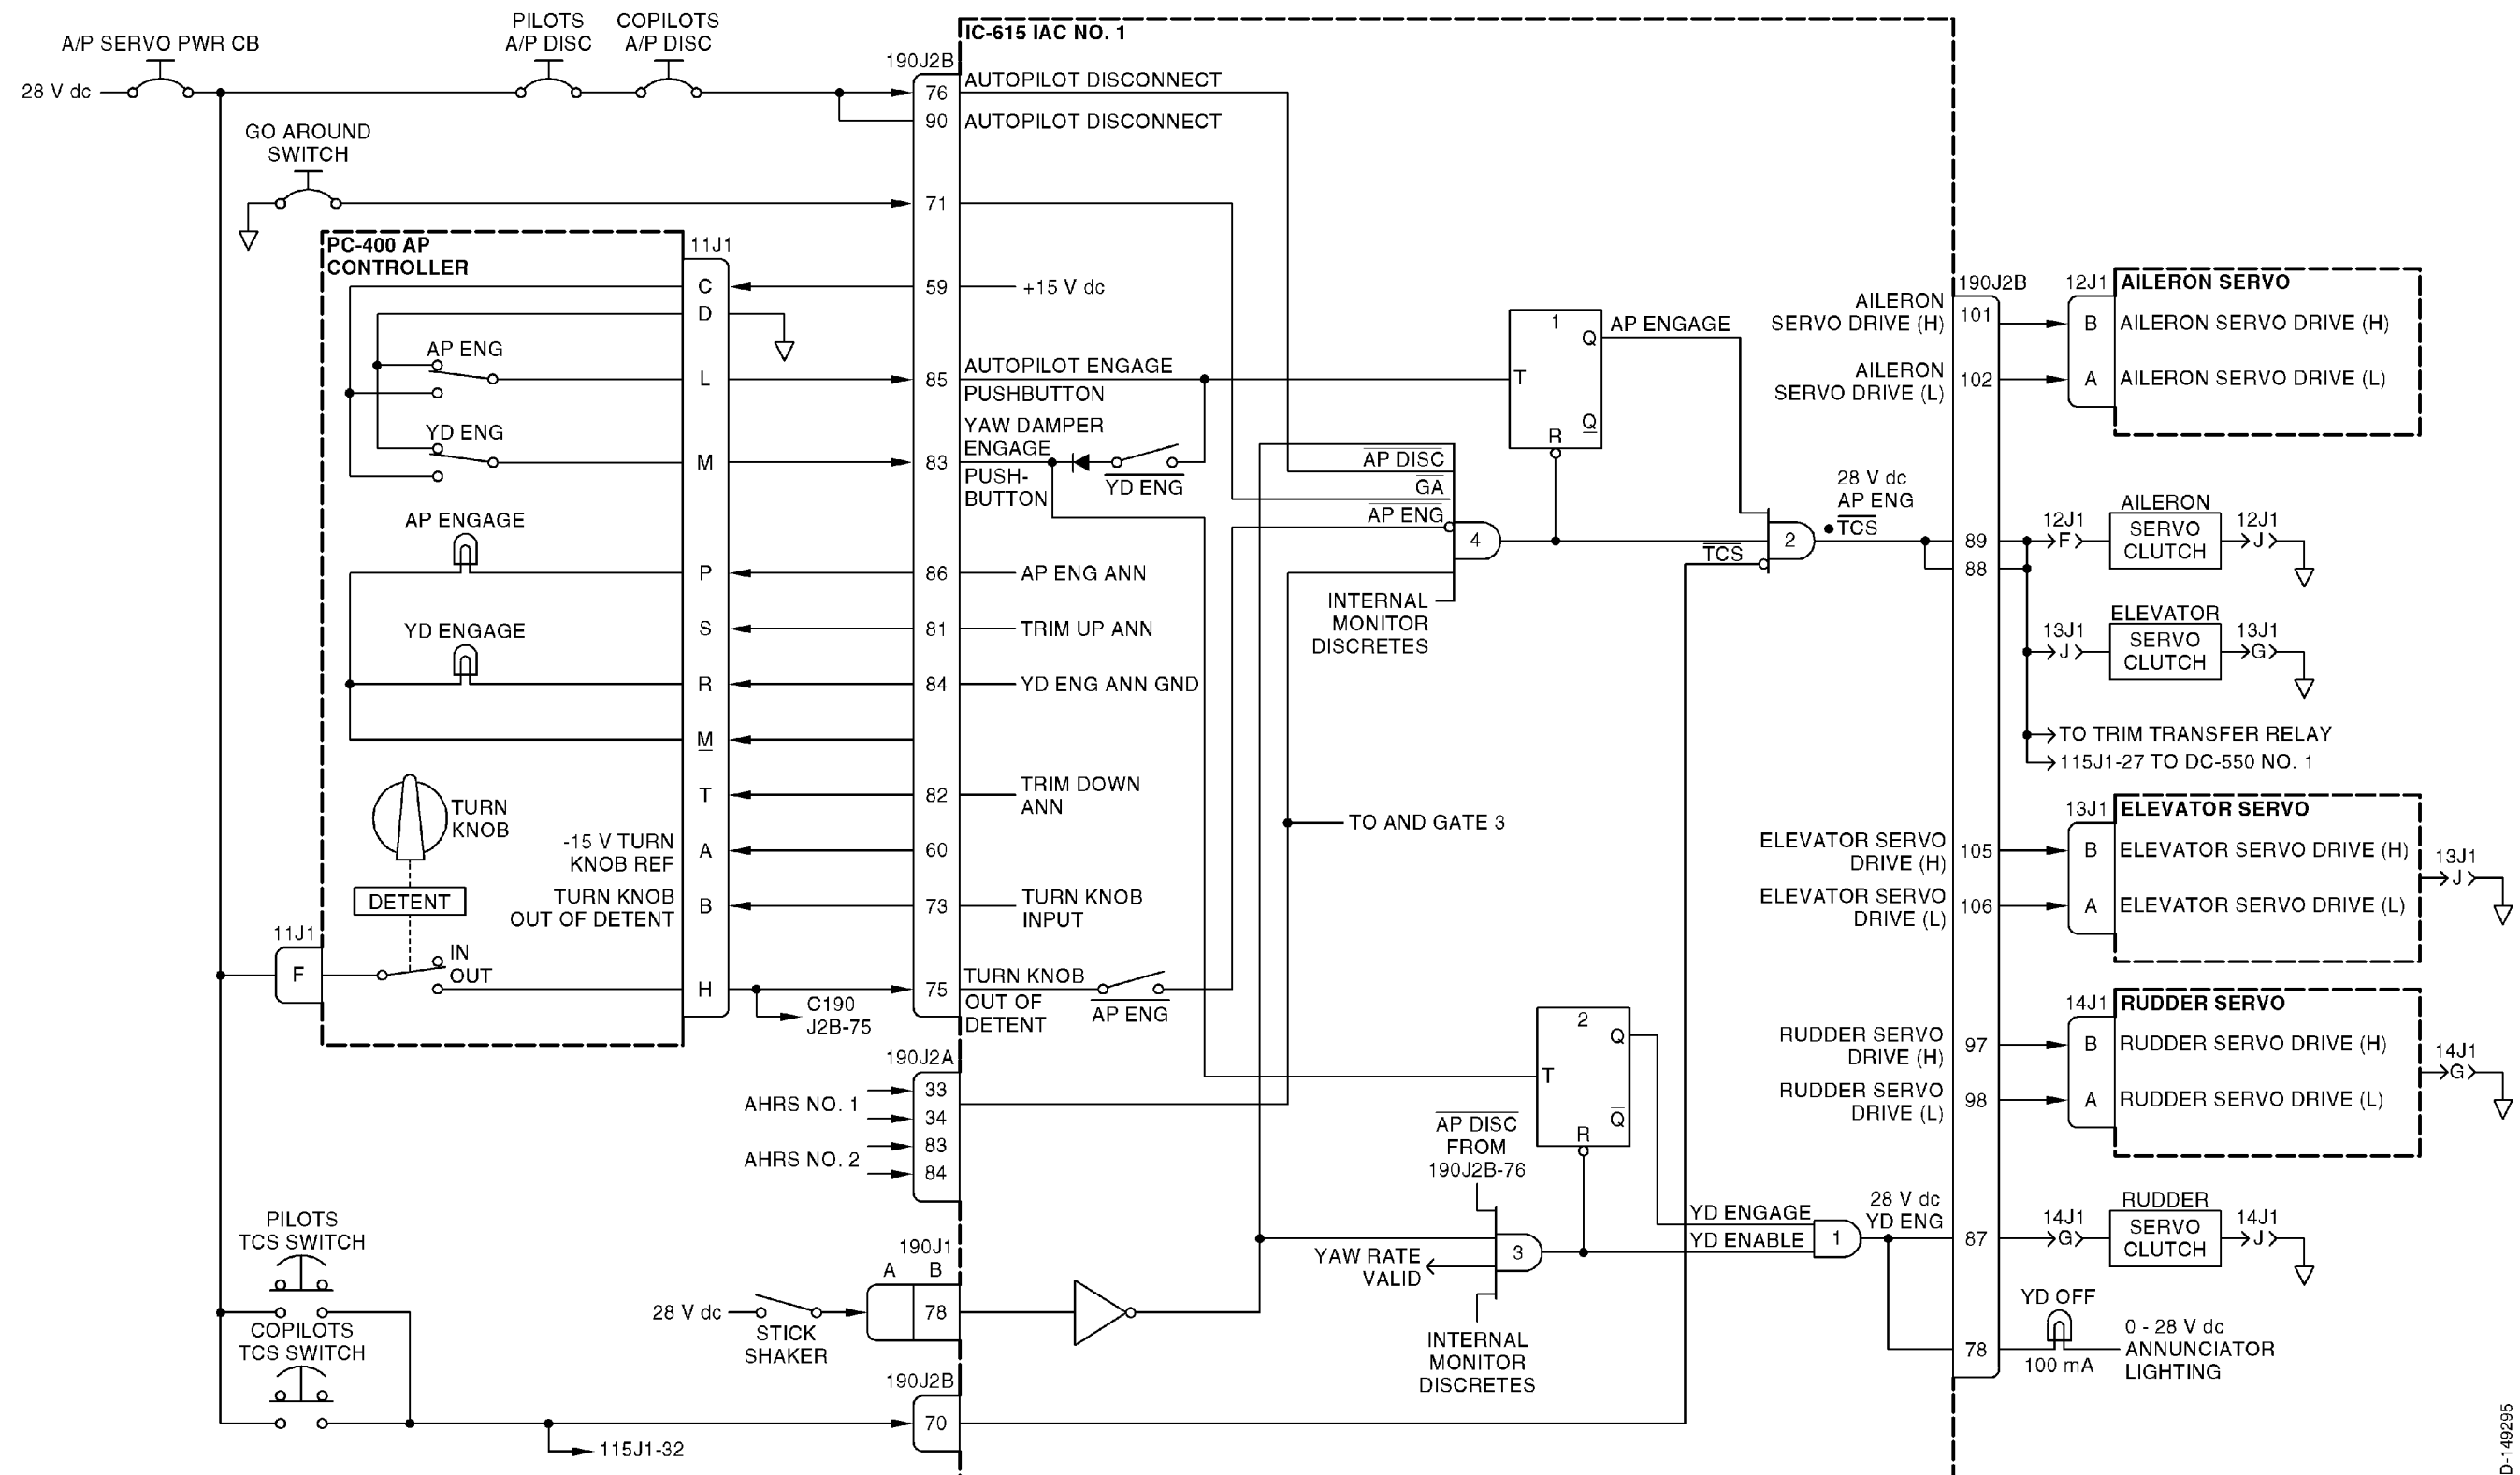 A/P SERVO PWR CB
28 V dc
PILOTS
A/P DISC
COPILOTS
A/P DISC
GO AROUND
SWITCH
PC-400 AP
CONTROLLER
11J1
C
D
AP ENG
L
YD ENG
M
AP ENGAGE
P
S
YD ENGAGE
R
M
T
TURN
KNOB
-15 V TURN
KNOB REF
A
DETENT
TURN KNOB
OUT OF DETENT
B
11J1
F
IN
OUT
H
C190
J2B-75
IC-615 IAC NO. 1
190J2B
76
AUTOPILOT DISCONNECT
90
AUTOPILOT DISCONNECT
71
59
+15 V dc
85
AUTOPILOT ENGAGE
PUSHBUTTON
83
YAW DAMPER
ENGAGE
PUSH-
BUTTON
YD ENG
86
AP ENG ANN
81
TRIM UP ANN
84
YD ENG ANN GND
82
TRIM DOWN
ANN
60
73
TURN KNOB
INPUT
75
TURN KNOB
OUT OF
DETENT
AP ENG
190J2A
AHRS NO. 1
33
34
AHRS NO. 2
83
84
PILOTS
TCS SWITCH
COPILOTS
TCS SWITCH
115J1-32
28 V dc
STICK
SHAKER
190J1
A
B
78
190J2B
70
AP DISC
GA
AP ENG
4
INTERNAL
MONITOR
DISCRETES
TO AND GATE 3
1
T
Q
Q
R
AP ENGAGE
TCS
2
28 V dc
AP ENG
• TCS
2
T
Q
Q
R
AP DISC
FROM
190J2B-76
YAW RATE
VALID
3
INTERNAL
MONITOR
DISCRETES
YD ENGAGE
YD ENABLE
1
28 V dc
YD ENG
190J2B
AILERON
SERVO DRIVE (H)
101
AILERON
SERVO DRIVE (L)
102
12J1
AILERON SERVO
B
AILERON SERVO DRIVE (H)
A
AILERON SERVO DRIVE (L)
89
88
12J1
F
AILERON
SERVO
CLUTCH
12J1
J
13J1
J
ELEVATOR
SERVO
CLUTCH
13J1
G
TO TRIM TRANSFER RELAY
115J1-27 TO DC-550 NO. 1
ELEVATOR SERVO
DRIVE (H)
105
ELEVATOR SERVO
DRIVE (L)
106
13J1
ELEVATOR SERVO
B
ELEVATOR SERVO DRIVE (H)
A
ELEVATOR SERVO DRIVE (L)
13J1
J
RUDDER SERVO
DRIVE (H)
97
RUDDER SERVO
DRIVE (L)
98
14J1
RUDDER SERVO
B
RUDDER SERVO DRIVE (H)
A
RUDDER SERVO DRIVE (L)
14J1
G
87
14J1
G
RUDDER
SERVO
CLUTCH
14J1
J
78
YD OFF
100 mA
0 - 28 V dc
ANNUNCIATOR
LIGHTING
D-149295